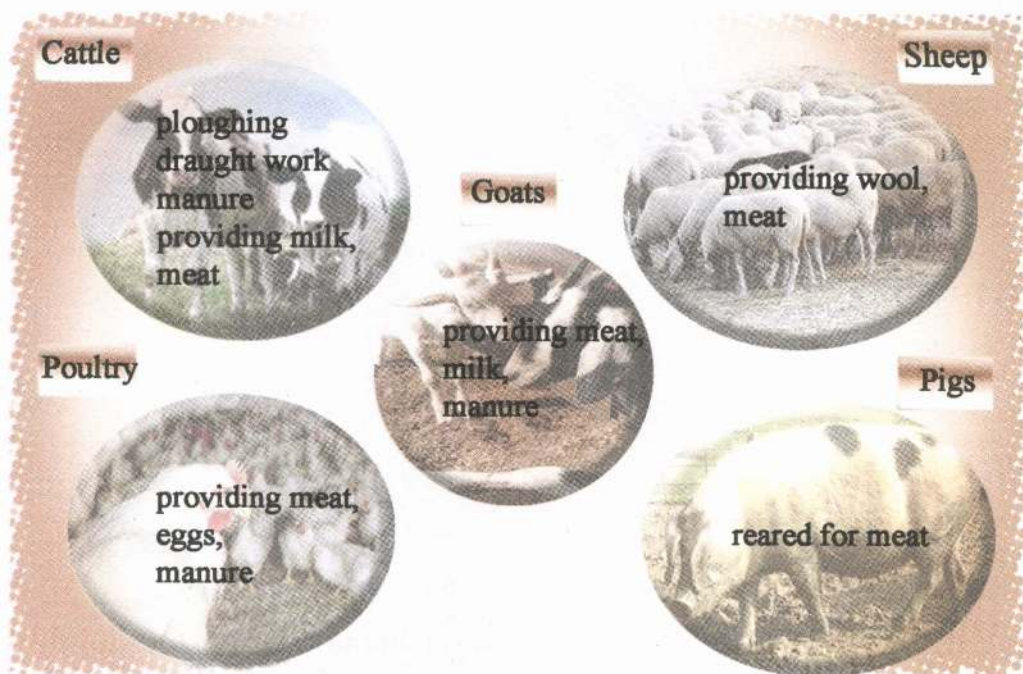 Cattle
ploughing
draught work
manure
providing milk,
meat
Sheep
providing wool,
meat
Goats
providing meat,
milk,
manure
Poultry
providing meat,
eggs,
manure
Pigs
reared for meat